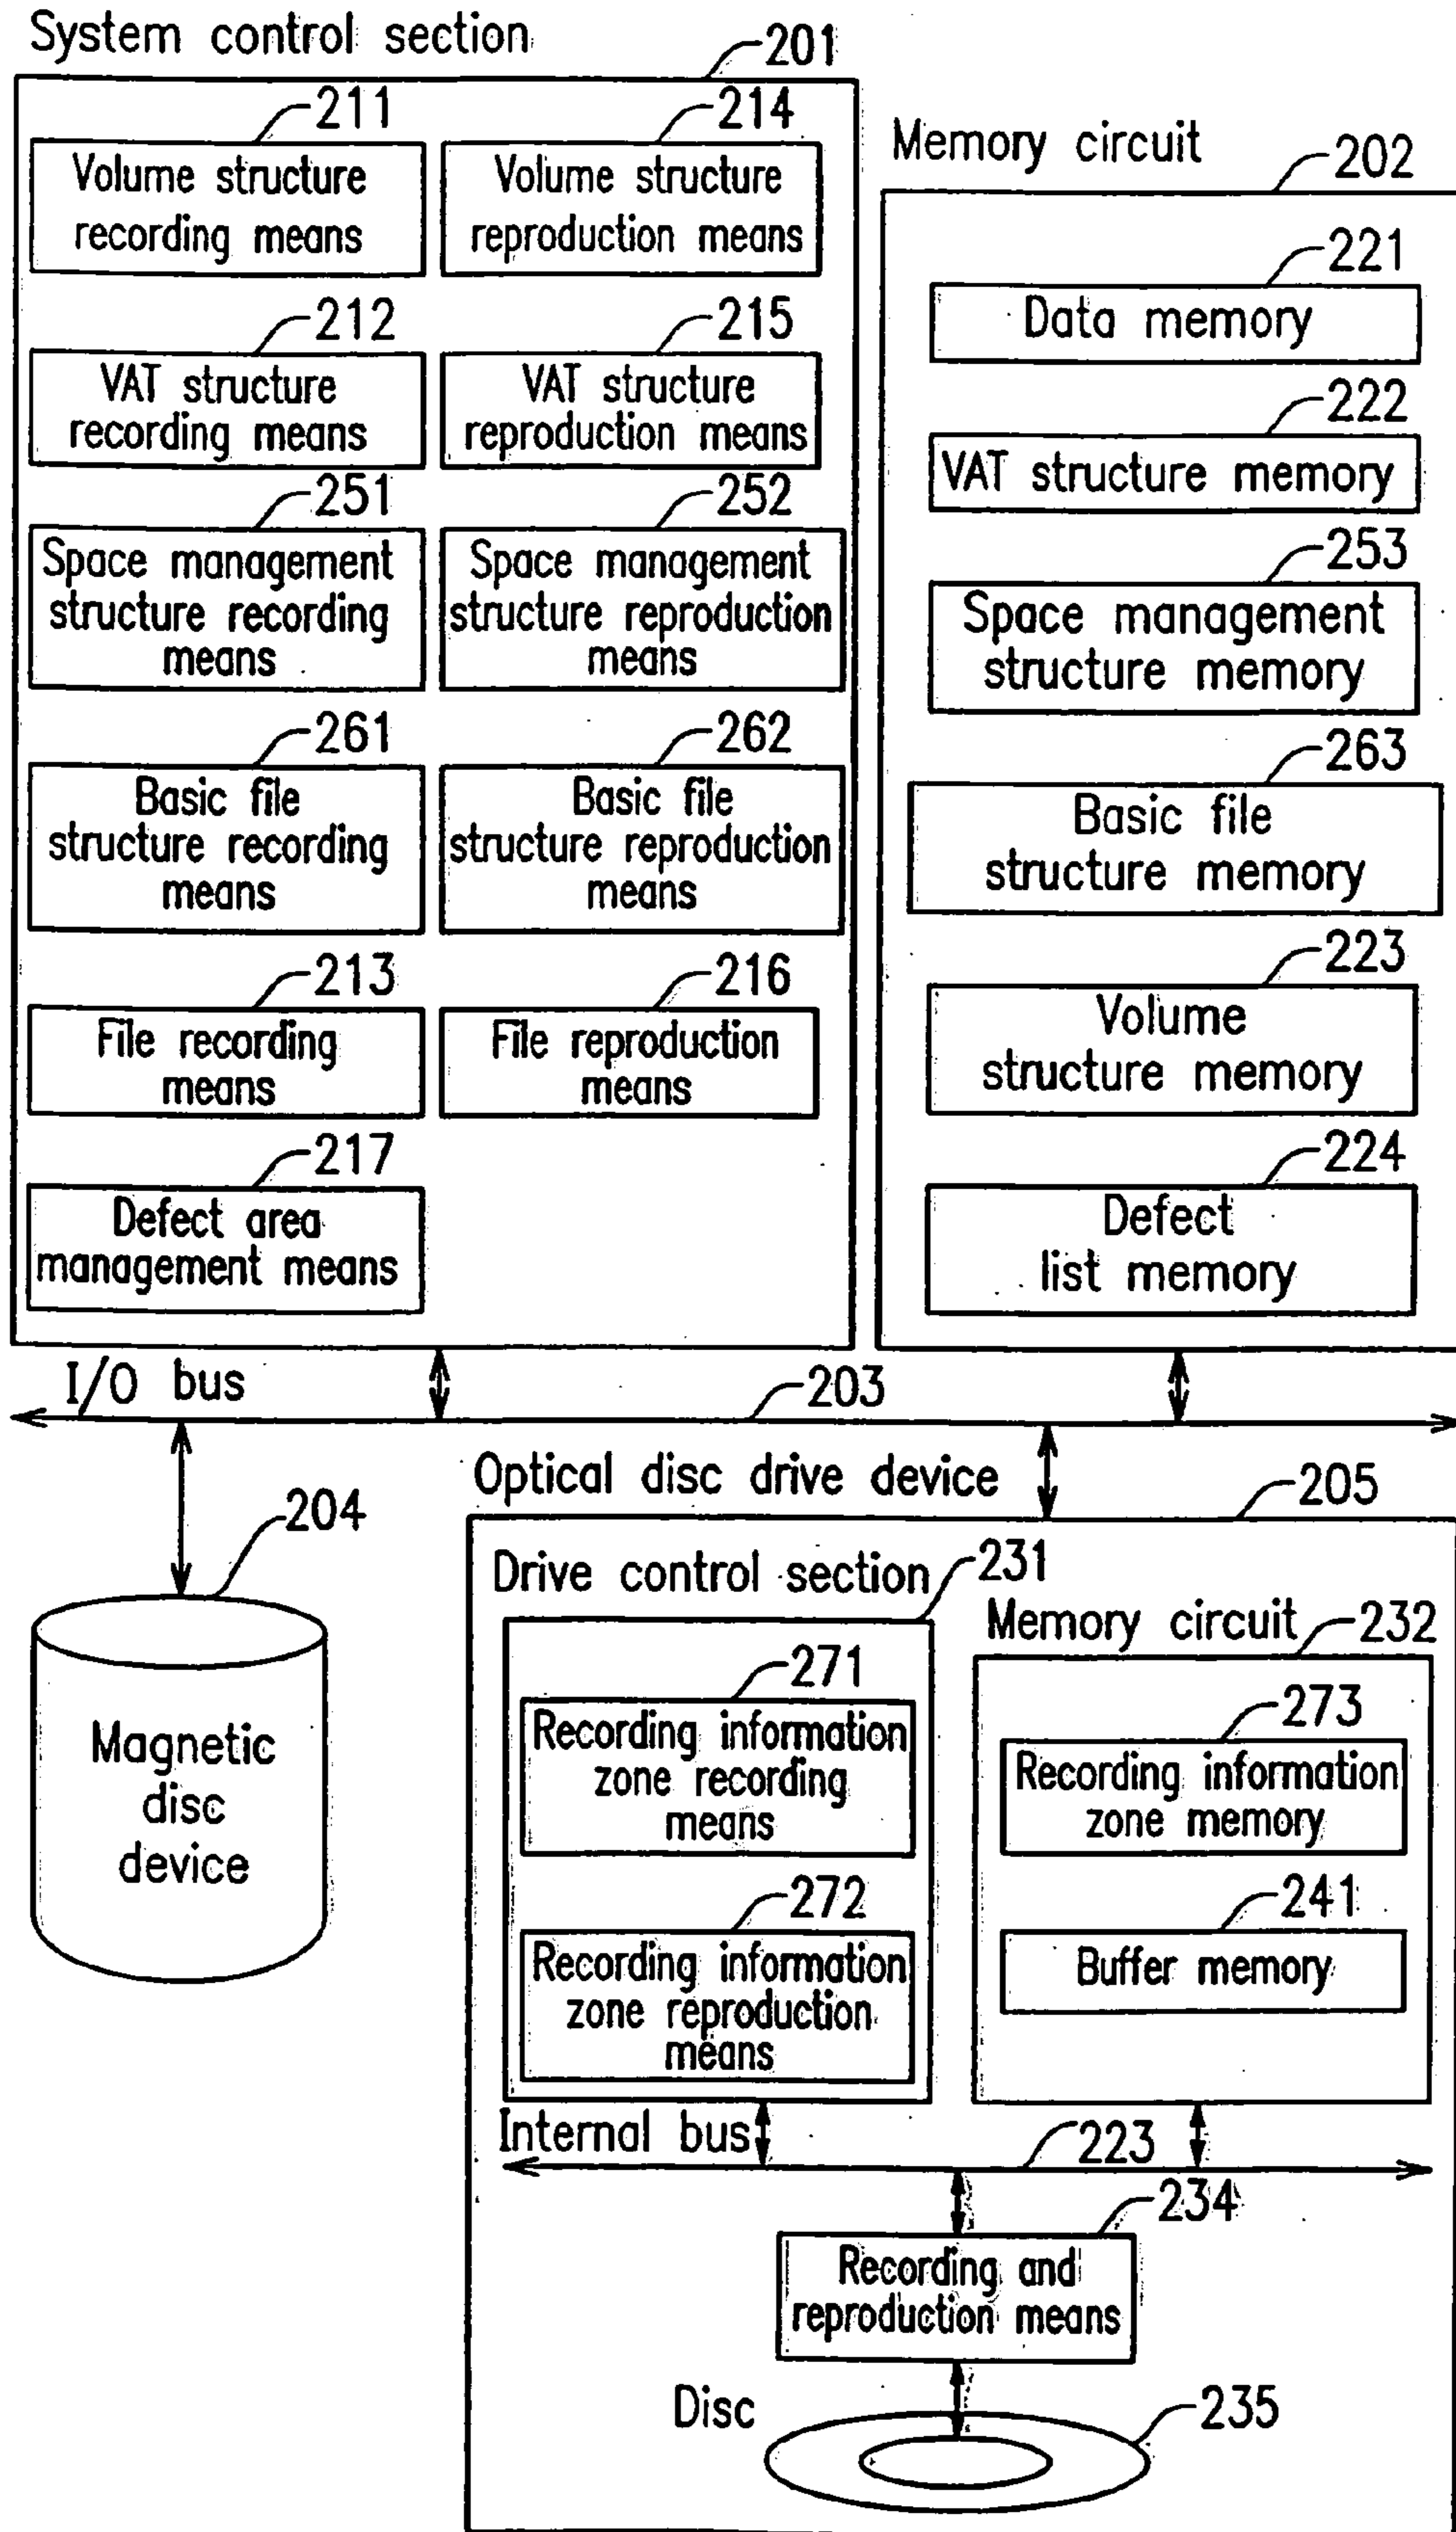 System control section
201
211
Volume structure
recording means
214
Volume structure
reproduction means
212
VAT structure
recording means
215
VAT structure
reproduction means
251
Space management
structure recording
means
252
Space management
structure reproduction
means
261
Basic file
structure recording
means
262
Basic file
structure reproduction
means
213
File recording
means
216
File reproduction
means
217
Defect area
management means
Memory circuit
202
221
Data memory
222
VAT structure memory
253
Space management
structure memory
263
Basic file
structure memory
223
Volume
structure memory
224
Defect
list memory
I/O bus
203
204
Magnetic
disc
device
Optical disc drive device
205
Drive control section
231
271
Recording information
zone recording
means
272
Recording information
zone reproduction
means
Memory circuit
232
273
Recording information
zone memory
241
Buffer memory
Internal bus
223
234
Recording and
reproduction means
Disc
235